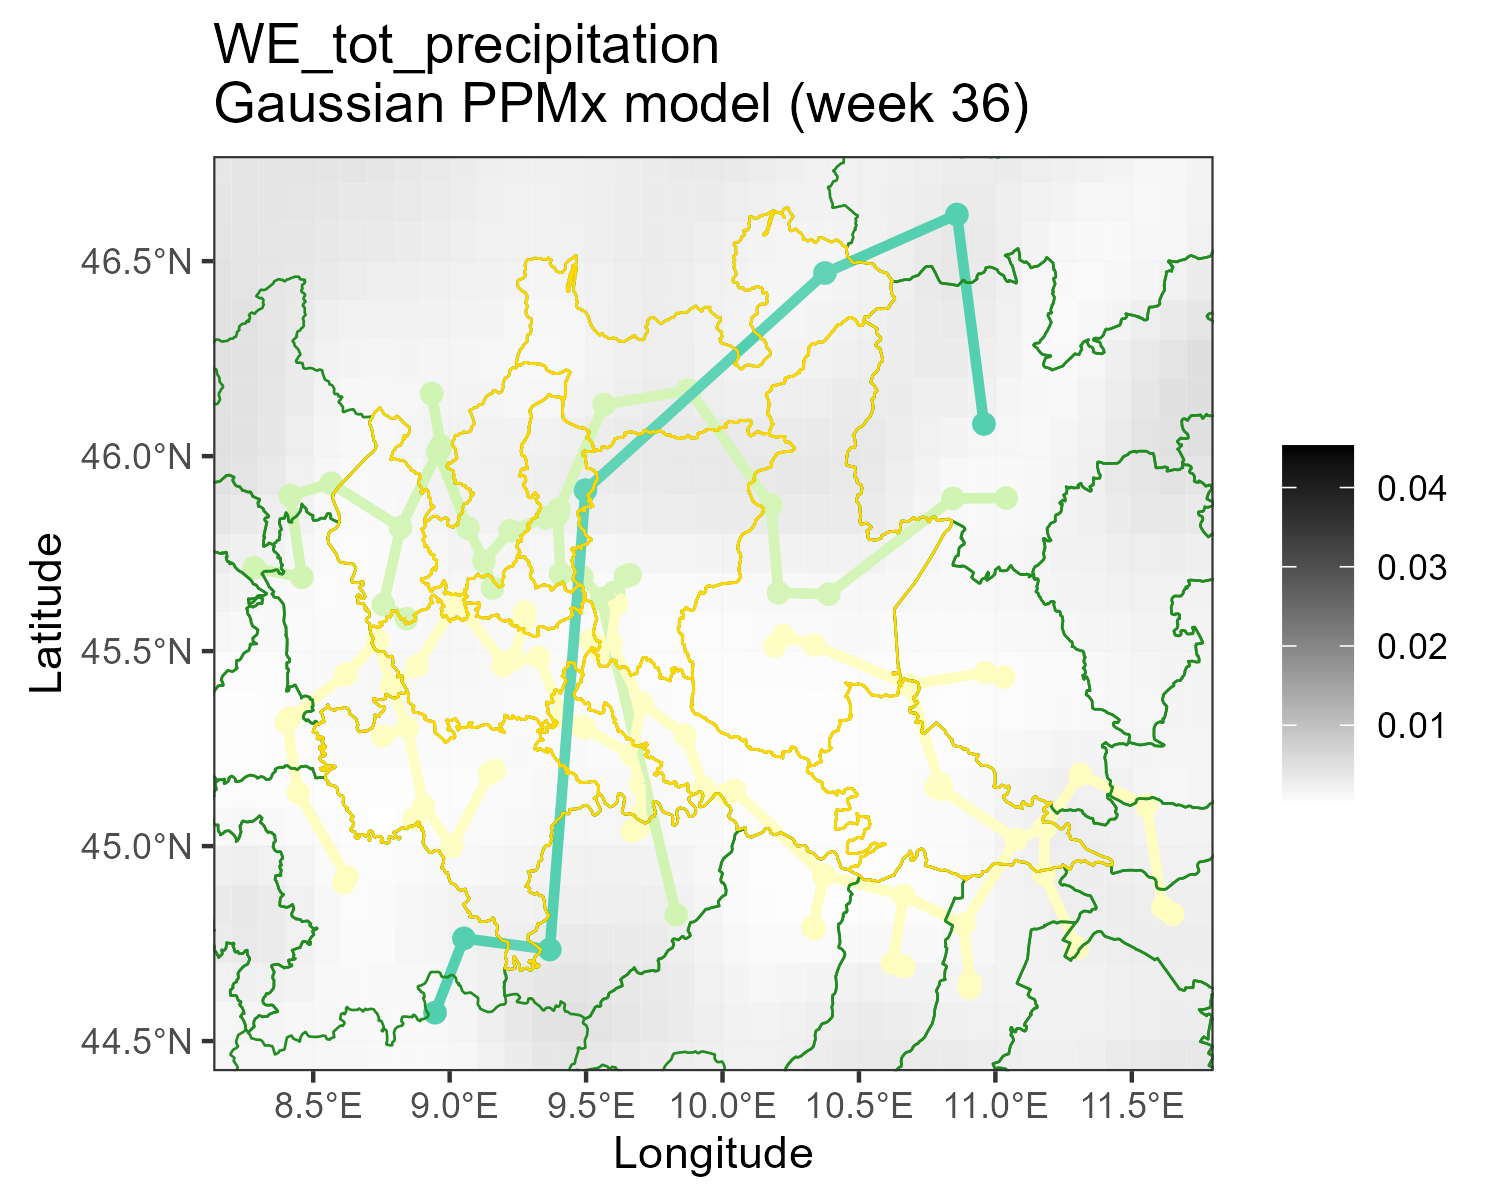 WE_tot_precipitation
Gaussian PPMx model (week 36)
46.5°N
46.0°N
45.5°N
45.0°N
44.5°N
Latitude
8.5°E 9.0°E 9.5°E 10.0°E 10.5°E 11.0°E 11.5°E
Longitude
0.04
0.03
0.02
0.01